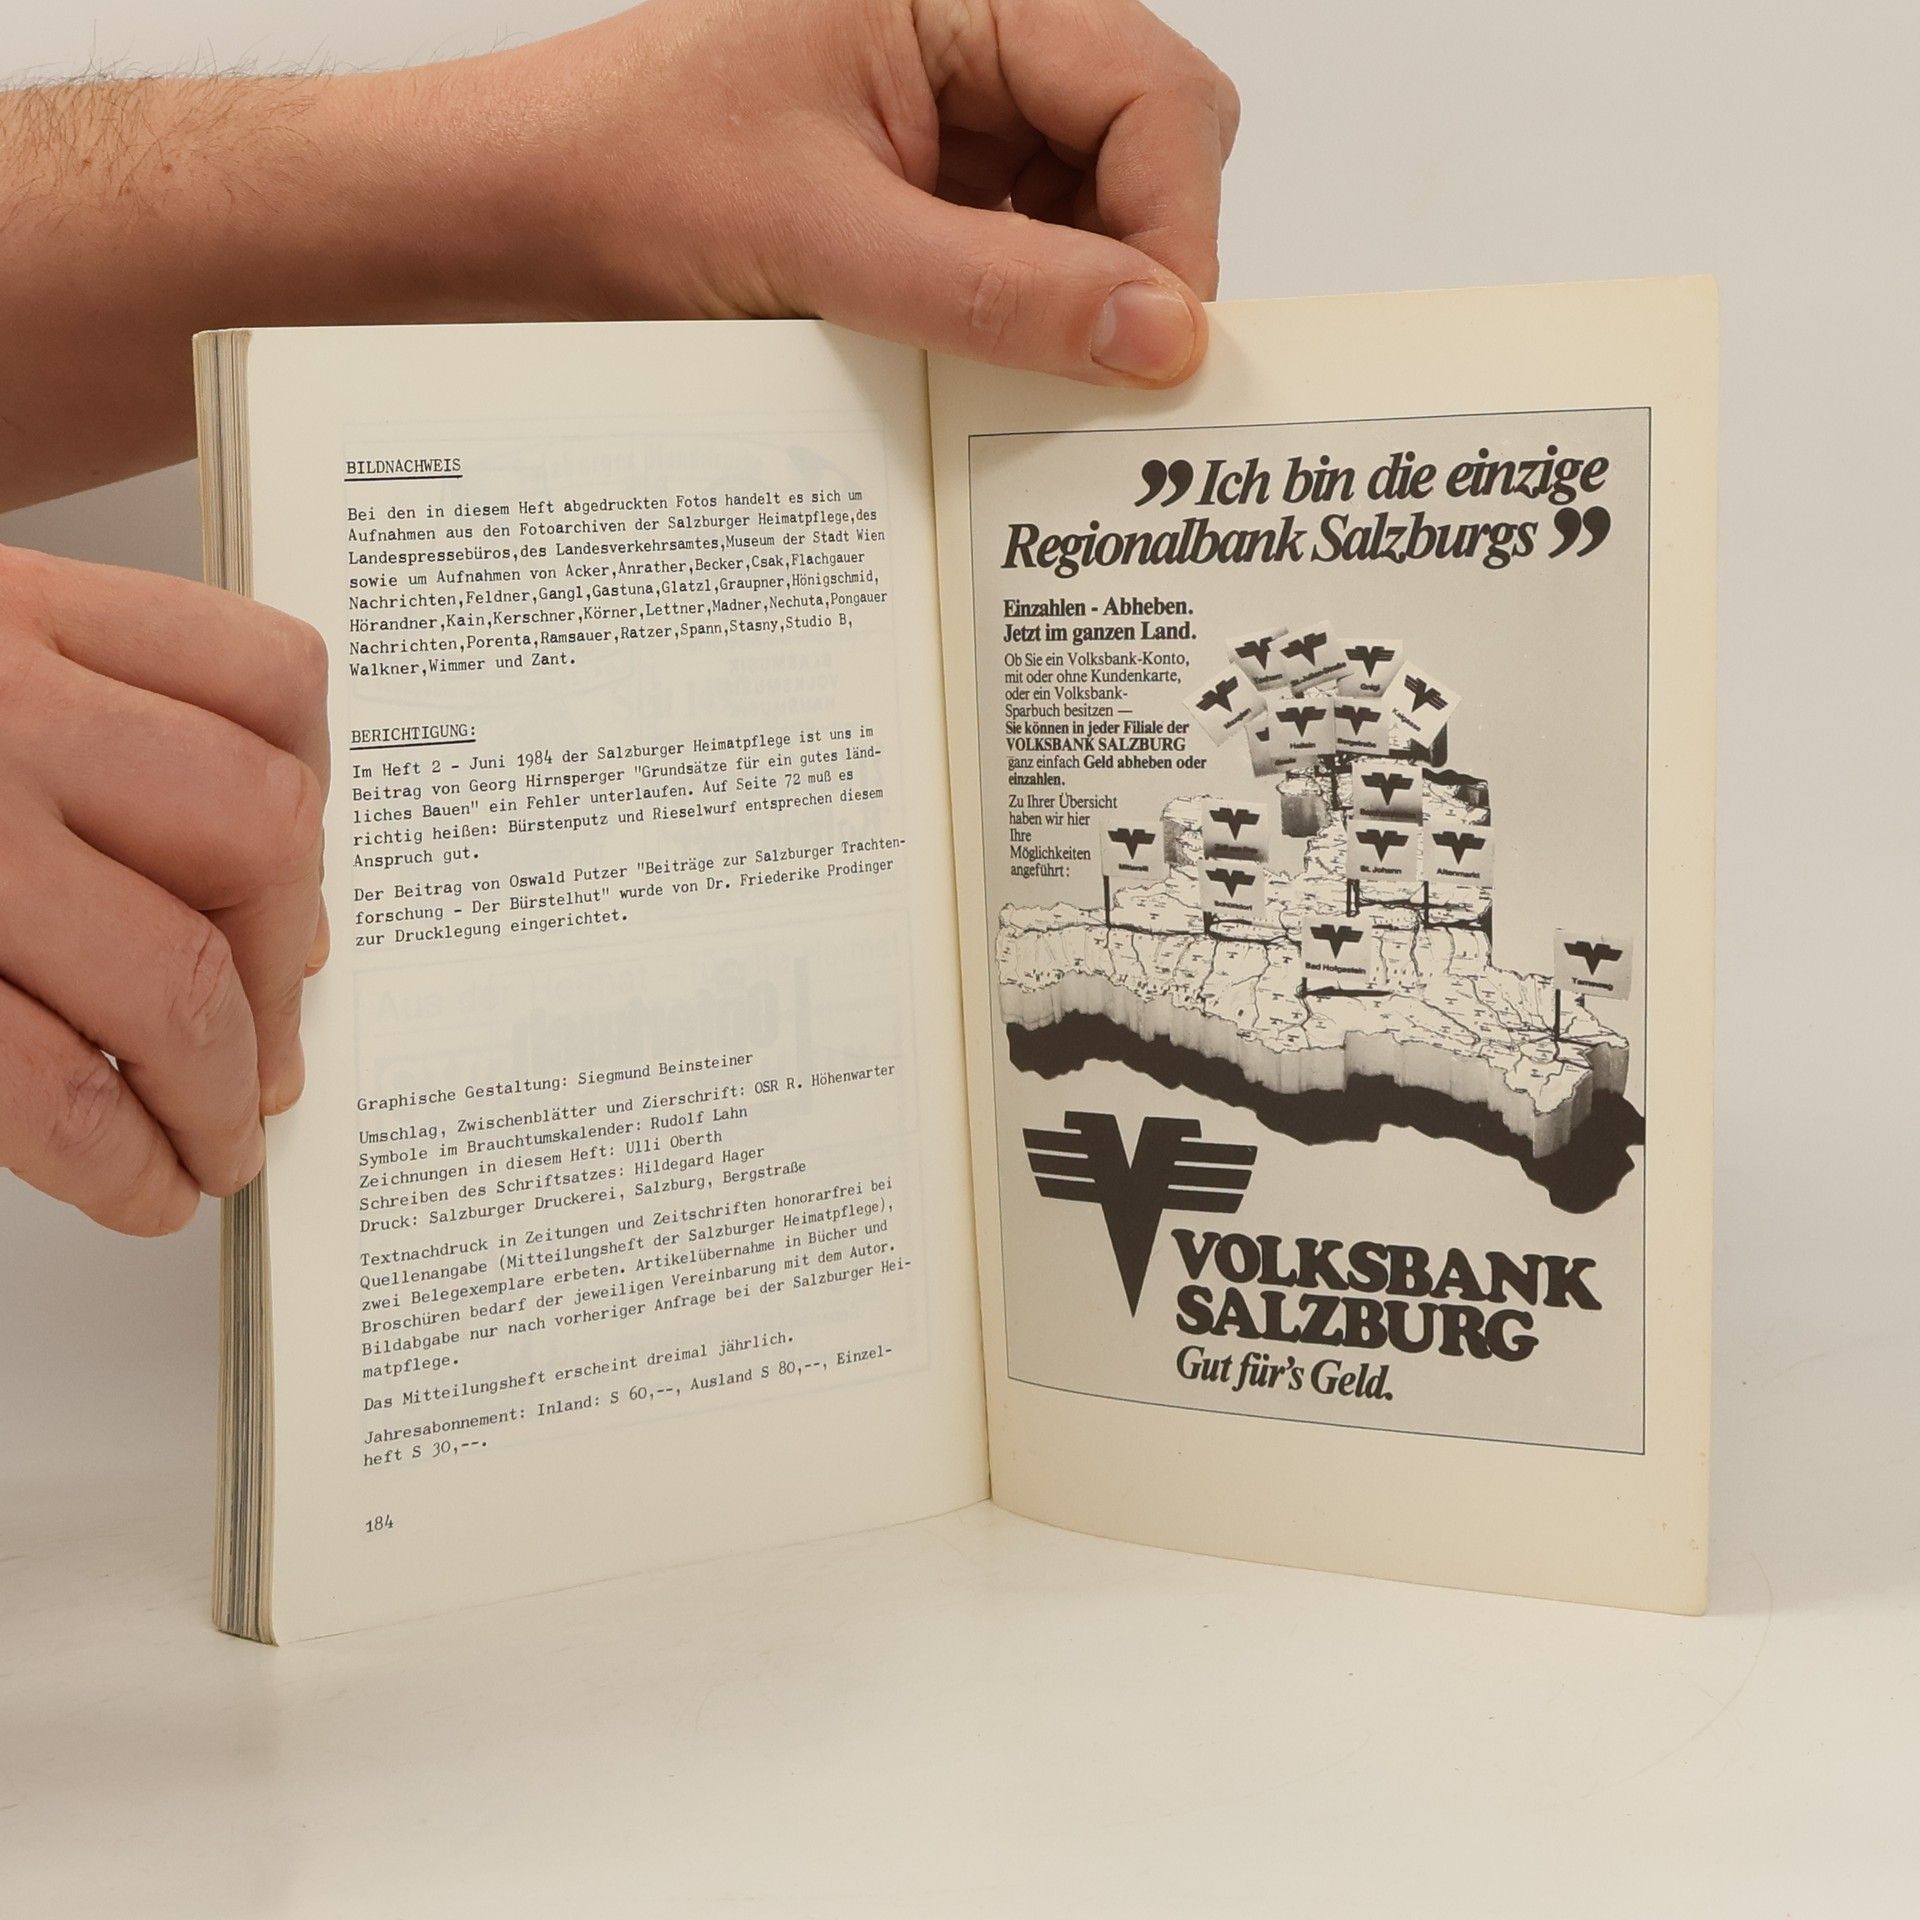 BILDNACHWEIS
Bei den in diesem Heft abgedruckten Fotos handelt es sich um
Aufnahmen aus den Fotoarchiven der Salzburger Heimatpflege,des
Landespressebüros,des Landesverkehrsamtes,Museum der Stadt Wien
sowie um Aufnahmen von Acker,Anrather,Becker,Csak,Flachgauer
Nachrichten,Feldner,Gangl,Gastuna,Glatzl,Graupner,Hönigschmid,
Hörandner,Kain,Kerschner,Körner,Lettner,Madner,Nechuta,Pongauer
Nachrichten,Porenta,Ramsauer,Ratzer,Spann,Stasny,Studio B,
Walkner,Wimmer und Zant.
BERICHTIGUNG:
Im Heft 2 - Juni 1984 der Salzburger Heimatpflege ist uns im
Beitrag von Georg Hirnsperger "Grundsätze für ein gutes länd-
liches Bauen" ein Fehler unterlaufen. Auf Seite 72 muß es
richtig heißen: Bürstenputz und Rieselwurf entsprechen diesem
Anspruch gut.
Der Beitrag von Oswald Putzer "Beiträge zur Salzburger Trachten-
forschung - Der Bürstelhut" wurde von Dr. Friederike Prodinger
zur Drucklegung eingerichtet.
Graphische Gestaltung: Siegmund Beinsteiner
Umschlag, Zwischenblätter und Zierschrift: OSR R. Höhenwarter
Symbole im Brauchtumskalender: Rudolf Lahn
Zeichnungen in diesem Heft: Ulli Oberth
Schreiben des Schriftsatzes: Hildegard Hager
Druck: Salzburger Druckerei, Salzburg, Bergstraße
Textnachdruck in Zeitungen und Zeitschriften honorarfrei bei
Quellenangabe (Mitteilungsheft der Salzburger Heimatpflege),
zwei Belegexemplare erbeten. Artikelübernahme in Bücher und
Broschüren bedarf der jeweiligen Vereinbarung mit dem Autor.
Bildabgabe nur nach vorheriger Anfrage bei der Salzburger Hei-
matpflege.
Das Mitteilungsheft erscheint dreimal jährlich.
Jahresabonnement: Inland: S 60,--, Ausland S 80,--, Einzel-
heft S 30,--.
184
”Ich bin die einzige
Regionalbank Salzburgs”
Einzahlen - Abheben.
Jetzt im ganzen Land.
Ob Sie ein Volksbank-Konto,
mit oder ohne Kundenkarte,
oder ein Volksbank-
Sparbuch besitzen —
Sie können in jeder Filiale der
VOLKSBANK SALZBURG
ganz einfach Geld abheben oder
einzahlen.
Zu Ihrer Übersicht
haben wir hier
Ihre
Möglichkeiten
angeführt:
Gnigl
Hallein
Bergstraße
Mittersill
Schüttdorf
St. Johann
Altenmarkt
Bad Hofgastein
Tamsweg
VOLKSBANK
SALZBURG
Gut für's Geld.